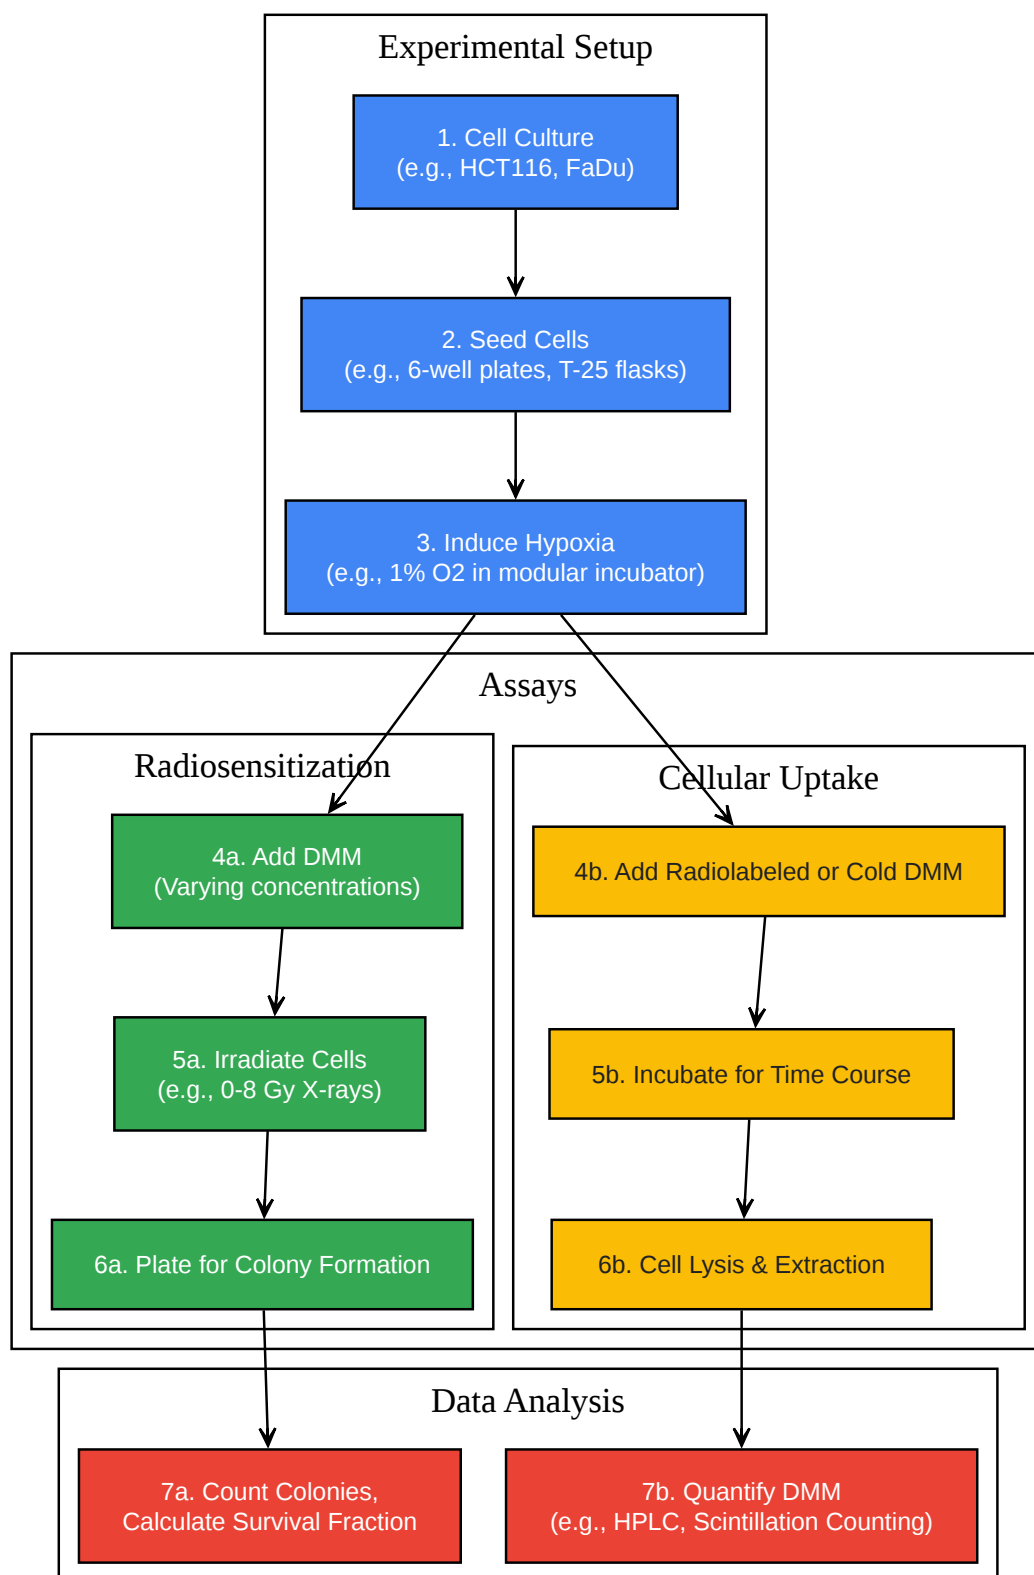 Experimental Setup
1. Cell Culture
(e.g., HCT116, FaDu)
2. Seed Cells
(e.g., 6-well plates, T-25 flasks)
3. Induce Hypoxia
(e.g., 1% O2 in modular incubator)
Assays
Radiosensitization
4a. Add DMM
(Varying concentrations)
5a. Irradiate Cells
(e.g., 0-8 Gy X-rays)
6a. Plate for Colony Formation
Cellular Uptake
4b. Add Radiolabeled or Cold DMM
5b. Incubate for Time Course
6b. Cell Lysis & Extraction
Data Analysis
7a. Count Colonies,
Calculate Survival Fraction
7b. Quantify DMM
(e.g., HPLC, Scintillation Counting)